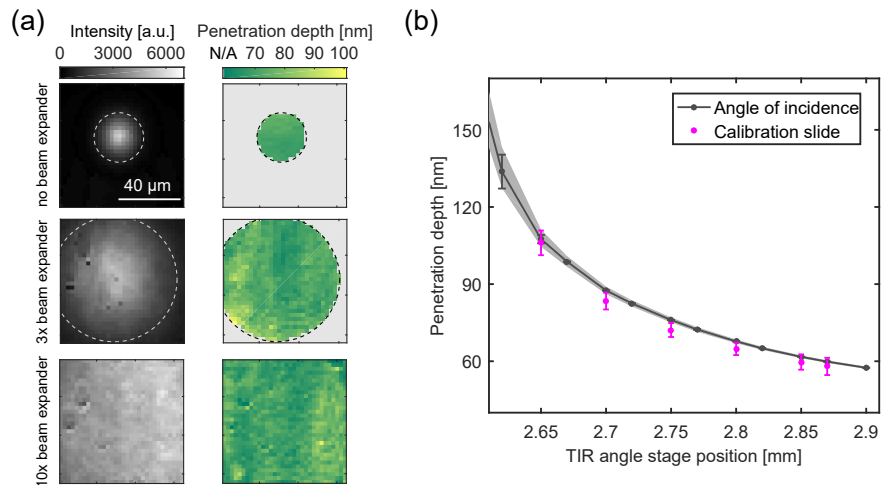 (a)
Intensity [a.u.]
0 3000 6000
Penetration depth [nm]
N/A 70 80 90 100
no beam expander
40 µm
3x beam expander
10x beam expander
(b)
Penetration depth [nm]
150
120
90
60
Angle of incidence
Calibration slide
2.65 2.7 2.75 2.8 2.85 2.9
TIR angle stage position [mm]